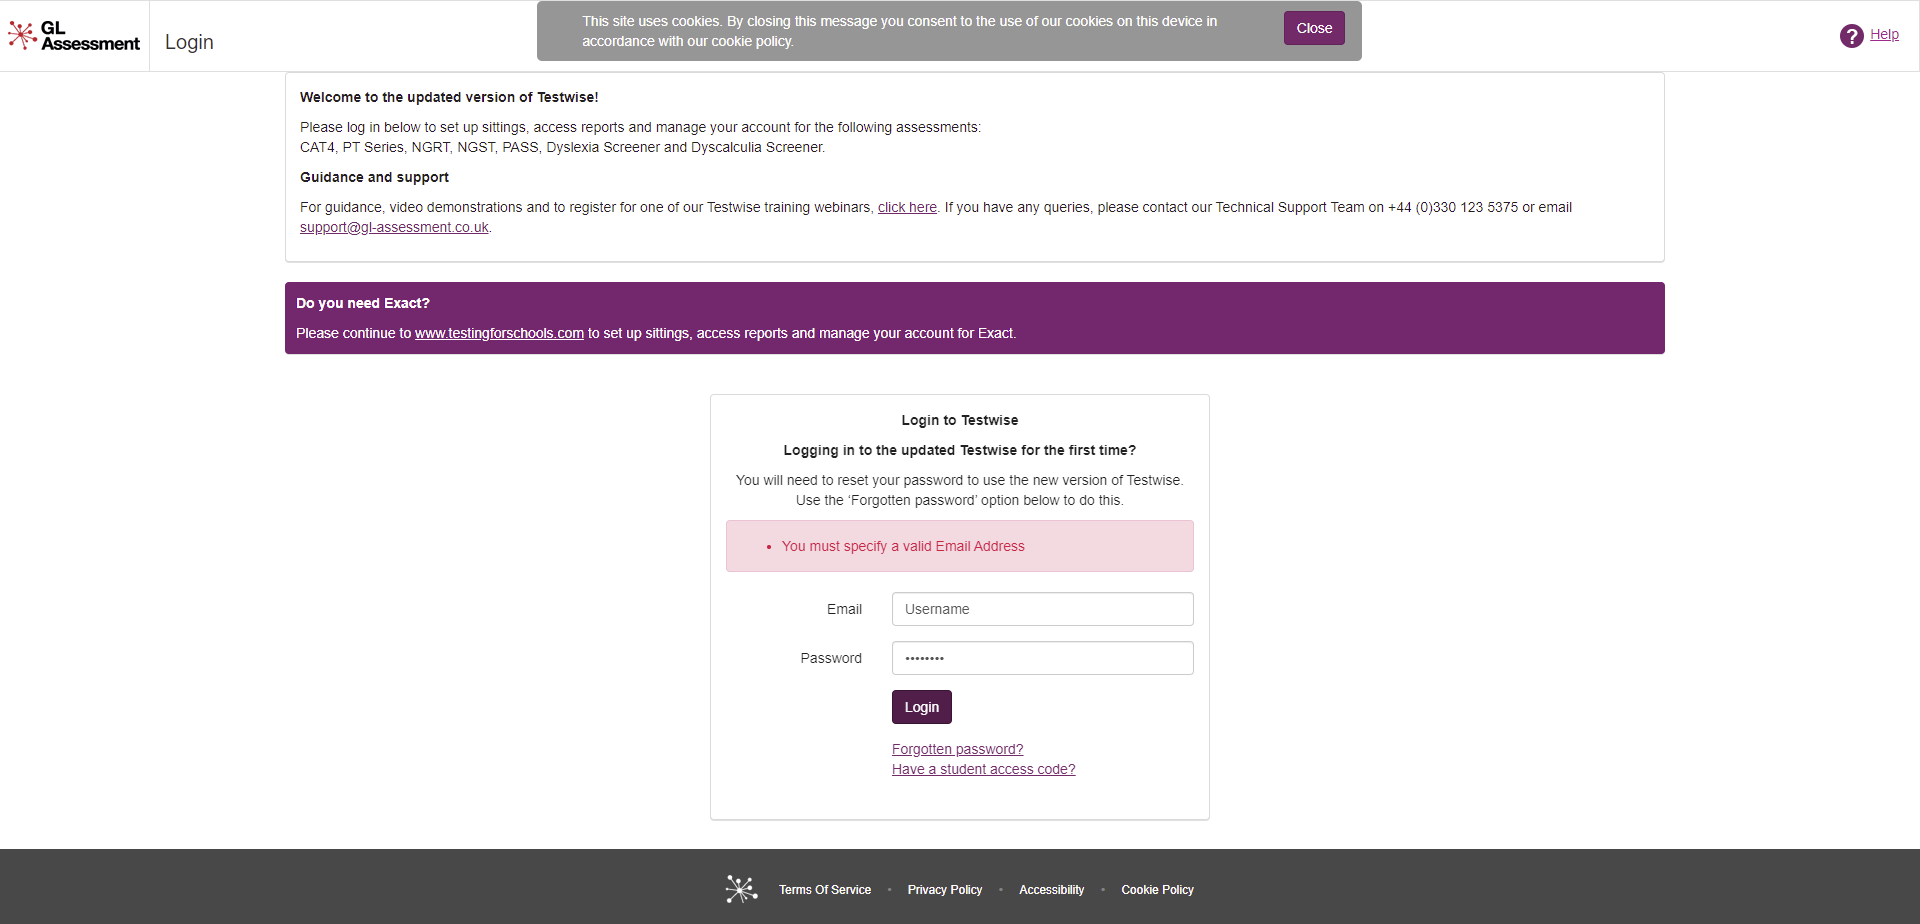 GL
Assessment
Login
This site uses cookies. By closing this message you consent to the use of our cookies on this device in
accordance with our cookie policy.
Close
? Help
Welcome to the updated version of Testwise!
Please log in below to set up sittings, access reports and manage your account for the following assessments:
CAT4, PT Series, NGRT, NGST, PASS, Dyslexia Screener and Dyscalculia Screener.
Guidance and support
For guidance, video demonstrations and to register for one of our Testwise training webinars, click here. If you have any queries, please contact our Technical Support Team on +44 (0)330 123 5375 or email
support@gl-assessment.co.uk.
Do you need Exact?
Please continue to www.testingforschools.com to set up sittings, access reports and manage your account for Exact.
Login to Testwise
Logging in to the updated Testwise for the first time?
You will need to reset your password to use the new version of Testwise.
Use the ‘Forgotten password’ option below to do this.
• You must specify a valid Email Address
Email Username
Password ••••••••
Login
Forgotten password?
Have a student access code?
Terms Of Service • Privacy Policy • Accessibility • Cookie Policy